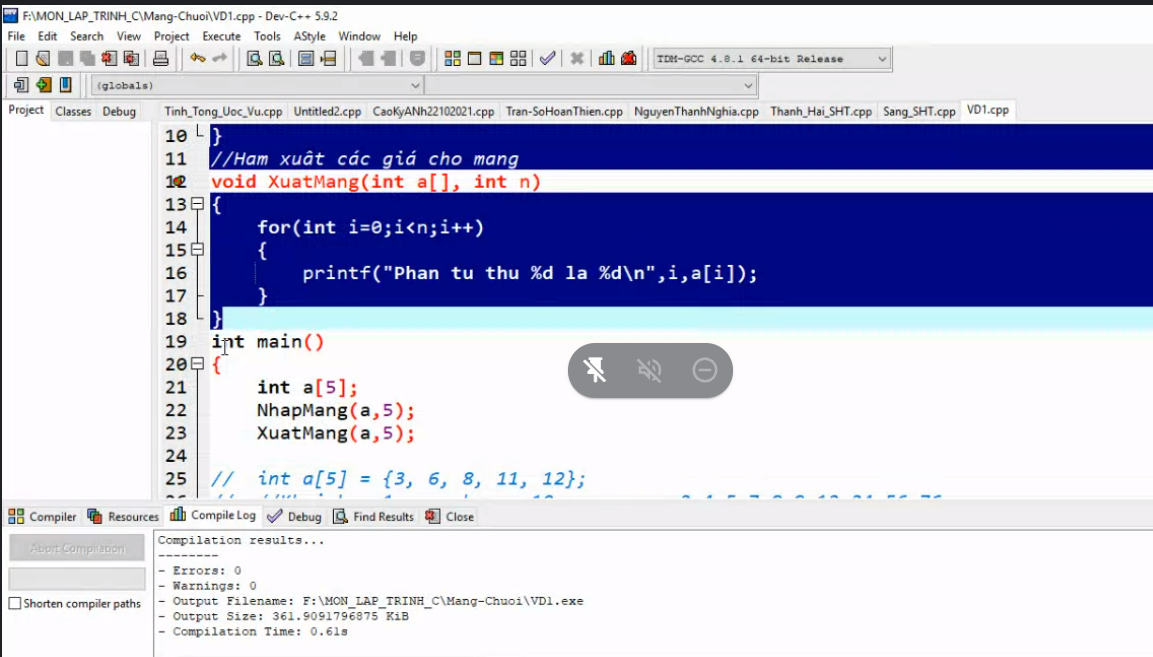 F:\MON_LAP_TRINH_C\Mang-Chuoi\VD1.cpp - Dev-C++ 5.9.2
File Edit Search View Project Execute Tools AStyle Window Help
TDM-GCC 4.8.1 64-bit Release
(globals)
Project Classes Debug Tinh_Tong_Uoc_Vu.cpp Untitled2.cpp CaoKyANh22102021.cpp Tran-SoHoanThien.cpp NguyenThanhNghia.cpp Thanh_Hai_SHT.cpp Sang_SHT.cpp VD1.cpp
10 }
11 //Ham xuât các giá cho mang
12 void XuatMang(int a[], int n)
13 {
14 for(int i=0;i<n;i++)
15 {
16 printf("Phan tu thu %d la %d\n",i,a[i]);
17 }
18 }
19 int main()
20 {
21 int a[5];
22 NhapMang(a,5);
23 XuatMang(a,5);
24
25 // int a[5] = {3, 6, 8, 11, 12};
Compiler Resources Compile Log Debug Find Results Close
Abort Compilation
Shorten compiler paths
Compilation results...
--------
- Errors: 0
- Warnings: 0
- Output Filename: F:\MON_LAP_TRINH_C\Mang-Chuoi\VD1.exe
- Output Size: 361.9091796875 KiB
- Compilation Time: 0.61s